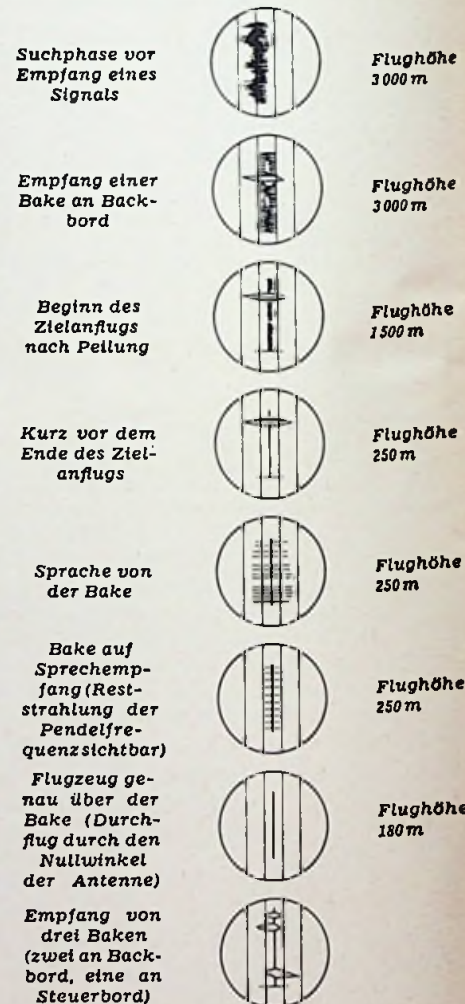 Suchphase vor
Empfang eines
Signals
Flughöhe
3000 m
Empfang einer
Bake an Back-
bord
Flughöhe
3000 m
Beginn des
Zielanflugs
nach Peilung
Flughöhe
1500 m
Kurz vor dem
Ende des Ziel-
anflugs
Flughöhe
250 m
Sprache von
der Bake
Flughöhe
250 m
Bake auf
Sprechemp-
fang (Rest-
strahlung der
Pendelfre-
quenzsichtbar)
Flughöhe
250 m
Flugzeug ge-
nau über der
Bake (Durch-
flug durch den
Nullwinkel
der Antenne)
Flughöhe
180 m
Empfang von
drei Baken
(zwei an Back-
bord, eine an
Steuerbord)